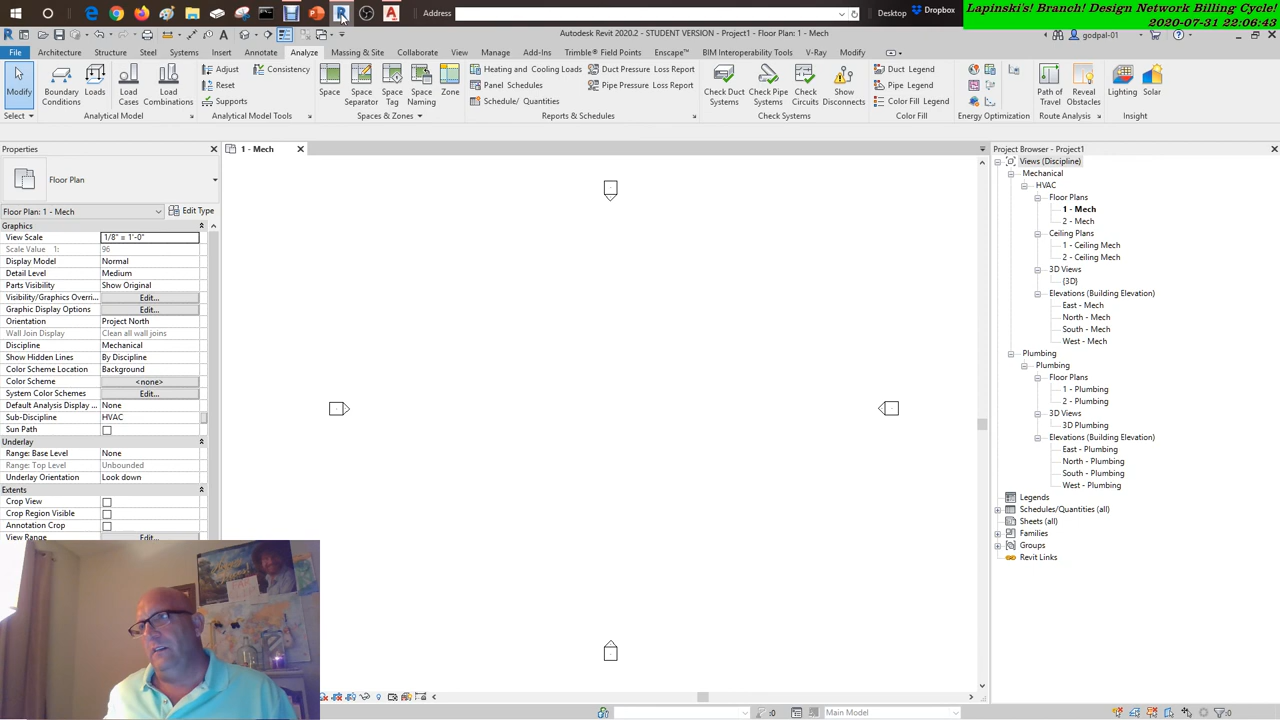 Address
Desktop
Dropbox
Lapinski's! Branch! Design Network Billing Cycle!
2020-07-31 22:06:43
Autodesk Revit 2020.2 - STUDENT VERSION - Project1 - Floor Plan: 1 - Mech
godpal-01
File Architecture Structure Steel Systems Insert Annotate Analyze Massing & Site Collaborate View Manage Add-Ins Trimble® Field Points Enscape™ BIM Interoperability Tools V-Ray Modify
Modify
Boundary Conditions
Loads
Load Cases
Load Combinations
Adjust
Reset
Supports
Consistency
Space
Space Separator
Space Tag
Space Naming
Zone
Heating and Cooling Loads
Panel Schedules
Schedule/ Quantities
Duct Pressure Loss Report
Pipe Pressure Loss Report
Check Duct Systems
Check Pipe Systems
Check Circuits
Show Disconnects
Duct Legend
Pipe Legend
Color Fill Legend
Path of Travel
Reveal Obstacles
Lighting
Solar
Select
Analytical Model
Analytical Model Tools
Spaces & Zones
Reports & Schedules
Check Systems
Color Fill
Energy Optimization
Route Analysis
Insight
Properties
Floor Plan
Floor Plan: 1 - Mech
Edit Type
Graphics
View Scale 1/8" = 1'-0"
Scale Value 1: 96
Display Model Normal
Detail Level Medium
Parts Visibility Show Original
Visibility/Graphics Overri... Edit...
Graphic Display Options Edit...
Orientation Project North
Wall Join Display Clean all wall joins
Discipline Mechanical
Show Hidden Lines By Discipline
Color Scheme Location Background
Color Scheme <none>
System Color Schemes Edit...
Default Analysis Display ... None
Sub-Discipline HVAC
Sun Path
Underlay
Range: Base Level None
Range: Top Level Unbounded
Underlay Orientation Look down
Extents
Crop View
Crop Region Visible
Annotation Crop
View Range Edit...
1 - Mech
Project Browser - Project1
Views (Discipline)
Mechanical
HVAC
Floor Plans
1 - Mech
2 - Mech
Ceiling Plans
1 - Ceiling Mech
2 - Ceiling Mech
3D Views
{3D}
Elevations (Building Elevation)
East - Mech
North - Mech
South - Mech
West - Mech
Plumbing
Plumbing
Floor Plans
1 - Plumbing
2 - Plumbing
3D Views
3D Plumbing
Elevations (Building Elevation)
East - Plumbing
North - Plumbing
South - Plumbing
West - Plumbing
Legends
Schedules/Quantities (all)
Sheets (all)
Families
Groups
Revit Links
:0
Main Model
:0